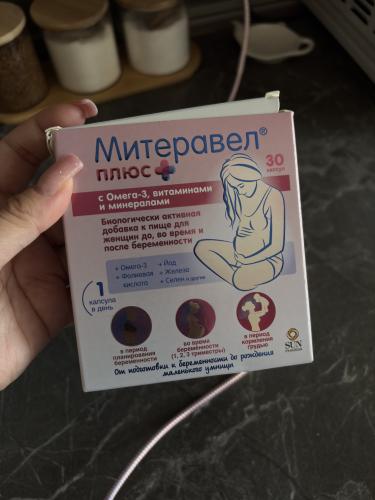 Митеравел®
плюс
30
капсул
с Омега-3, витаминами
и минералами
Биологически активная
добавка к пище для
женщин до, во время и
после беременности
+ Омега-3
+ Фолиевая
кислота
+ Йод
+ Железо
+ Селен и другие
1
капсула
в день
в период
планирования
беременности
во время
беременности
(1, 2, 3 триместры)
в период
кормления
грудью
От подготовки к беременности до рождения
маленького умницы
SUN
PHARMA